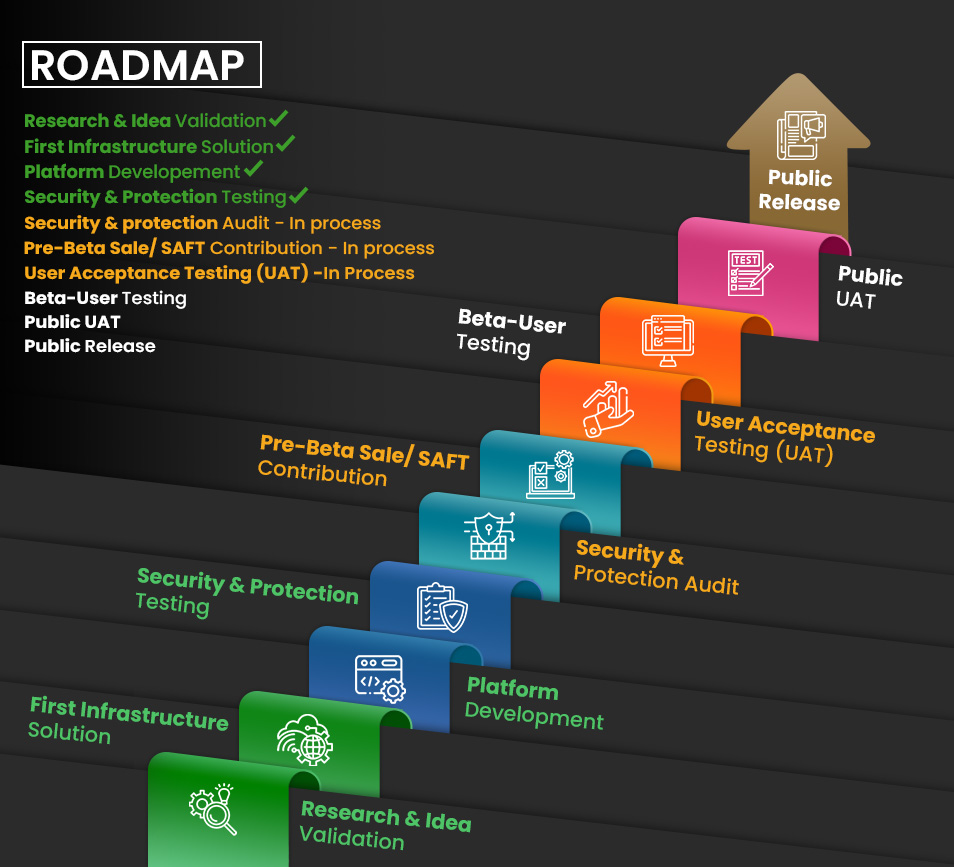 ROADMAP
Research & Idea Validation
First Infrastructure Solution
Platform Developement
Security & Protection Testing
Security & protection Audit - In process
Pre-Beta Sale/ SAFT Contribution - In process
User Acceptance Testing (UAT) -In Process
Beta-User Testing
Public UAT
Public Release
Public
Release
TEST
Public
UAT
Beta-User
Testing
User Acceptance
Testing (UAT)
Pre-Beta Sale/ SAFT
Contribution
Security &
Protection Audit
Security & Protection
Testing
Platform
Development
First Infrastructure
Solution
Research & Idea
Validation